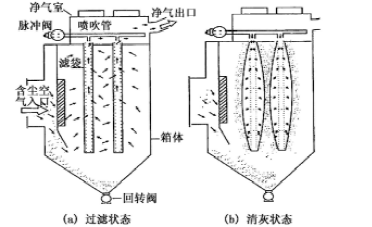 净气室
净气出口
脉冲阀
喷吹管
滤袋
含尘空
气入口
箱体
回转阀
(a) 过滤状态
(b) 清灰状态